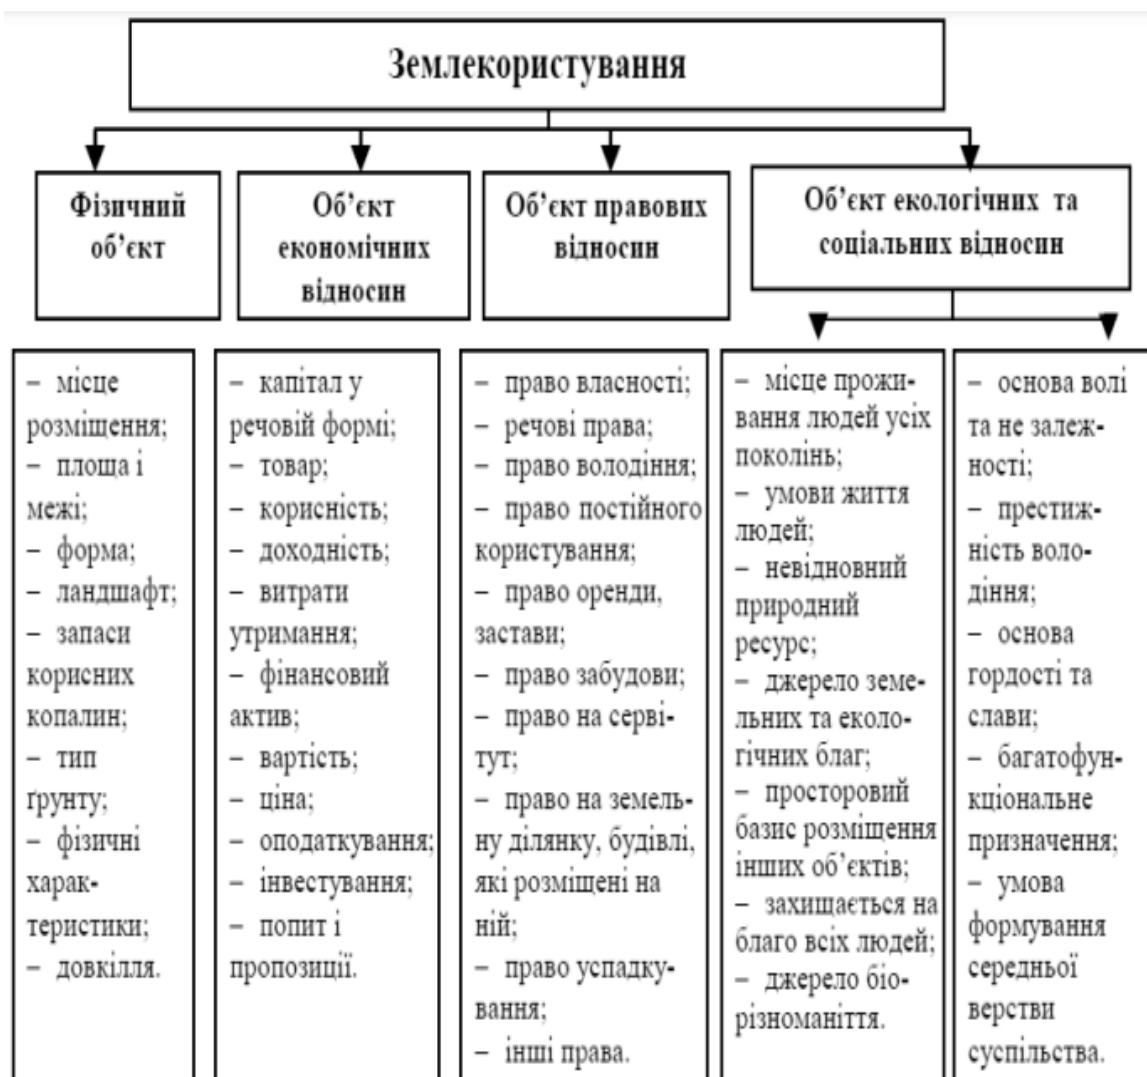 Землекористування
Фізичний
об’єкт
Об’єкт
економічних
відносин
Об’єкт правових
відносин
Об’єкт екологічних та
соціальних відносин
– місце
розміщення;
– площа і
межі;
– форма;
– ландшафт;
– запаси
корисних
копалин;
– тип
ґрунту;
– фізичні
харак-
теристики;
– довкілля.
– капітал у
речовій формі;
– товар;
– корисність;
– доходність;
– витрати
утримання;
– фінансовий
актив;
– вартість;
– ціна;
– оподаткування;
– інвестування;
– попит і
пропозиції.
– право власності;
– речові права;
– право володіння;
– право постійного
користування;
– право оренди,
застави;
– право забудови;
– право на серві-
тут;
– право на земель-
ну ділянку, будівлі,
які розміщені на
ній;
– право успадку-
вання;
– інші права.
– місце прожи-
вання людей усіх
поколінь;
– умови життя
людей;
– невідновний
природний
ресурс;
– джерело земе-
льних та еколо-
гічних благ;
– просторовий
базис розміщення
інших об’єктів;
– захищається на
благо всіх людей;
– джерело біо-
різноманіття.
– основа волі
та не залеж-
ності;
– престиж-
ність воло-
діння;
– основа
гордості та
слави;
– багатофун-
кціональне
призначення;
– умова
формування
середньої
верстви
суспільства.